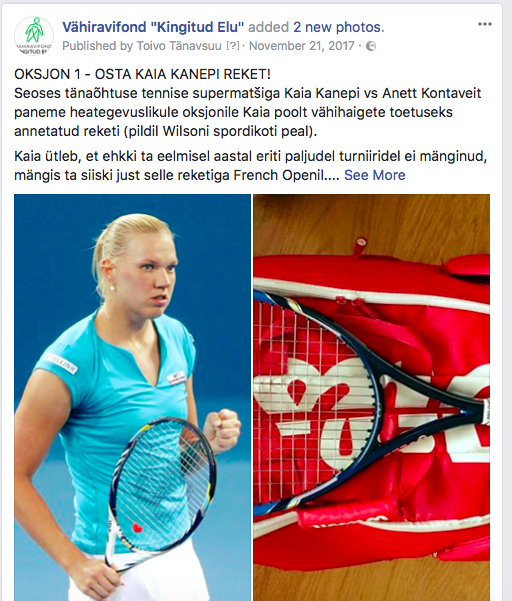 Vähiravifond "Kingitud Elu" added 2 new photos.
Published by Toivo Tänavsuu [?] · November 21, 2017 ·
OKSJON 1 - OSTA KAIA KANEPI REKET!
Seoses tänaõhtuse tennise supermatšiga Kaia Kanepi vs Anett Kontaveit
paneme heategevuslikule oksjonile Kaia poolt vähihaigete toetuseks
annetatud reketi (pildil Wilsoni spordikoti peal).
Kaia ütleb, et ehkki ta eelmisel aastal eriti paljudel turniiridel ei mänginud,
mängis ta siiski just selle reketiga French Openil.... See More